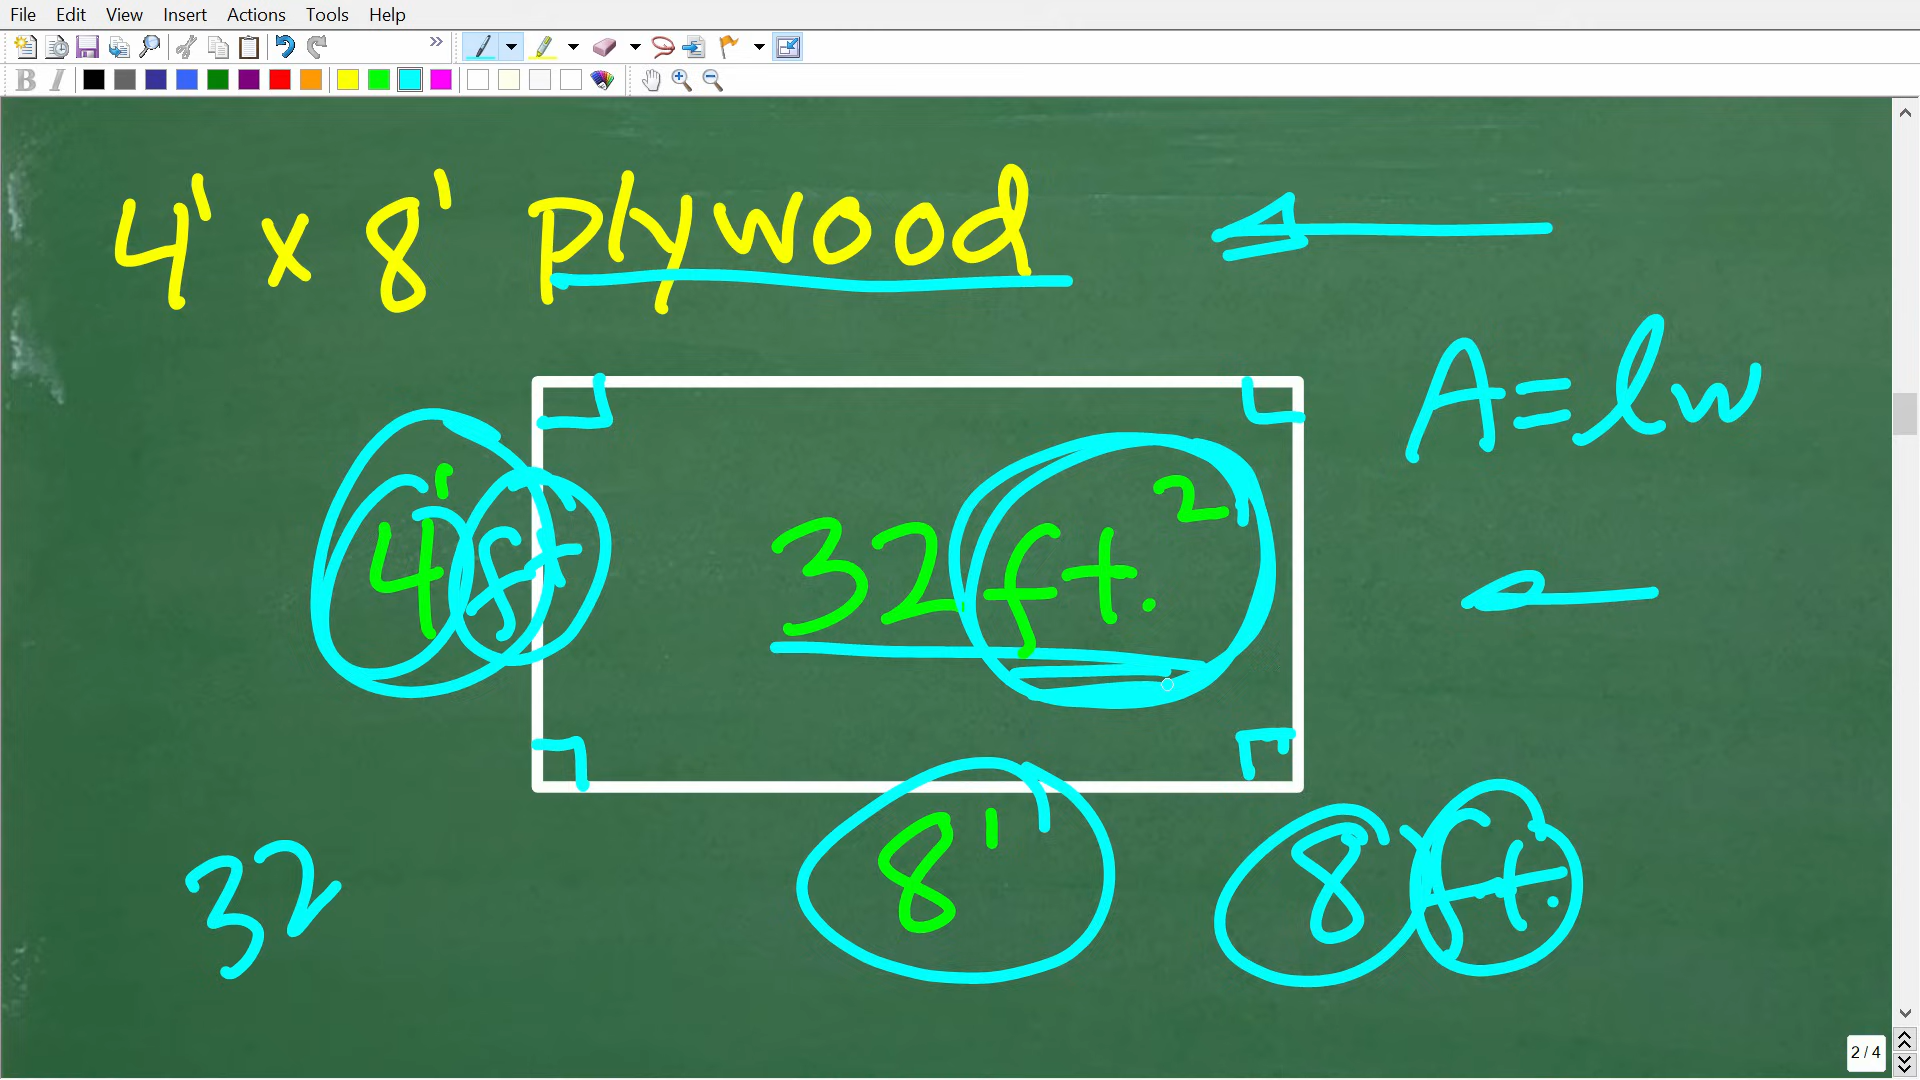 File Edit View Insert Actions Tools Help
B I
4' x 8' plywood
A = lw
4' ft
32 ft.²
8'
8 ft.
32
2 / 4